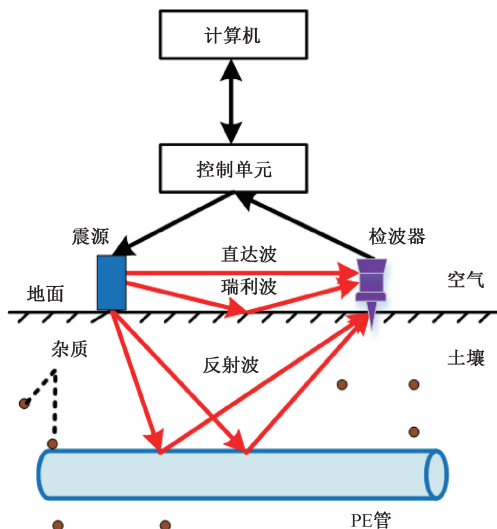 计算机
控制单元
震源
直达波
检波器
瑞利波
空气
地面
杂质
反射波
土壤
PE管